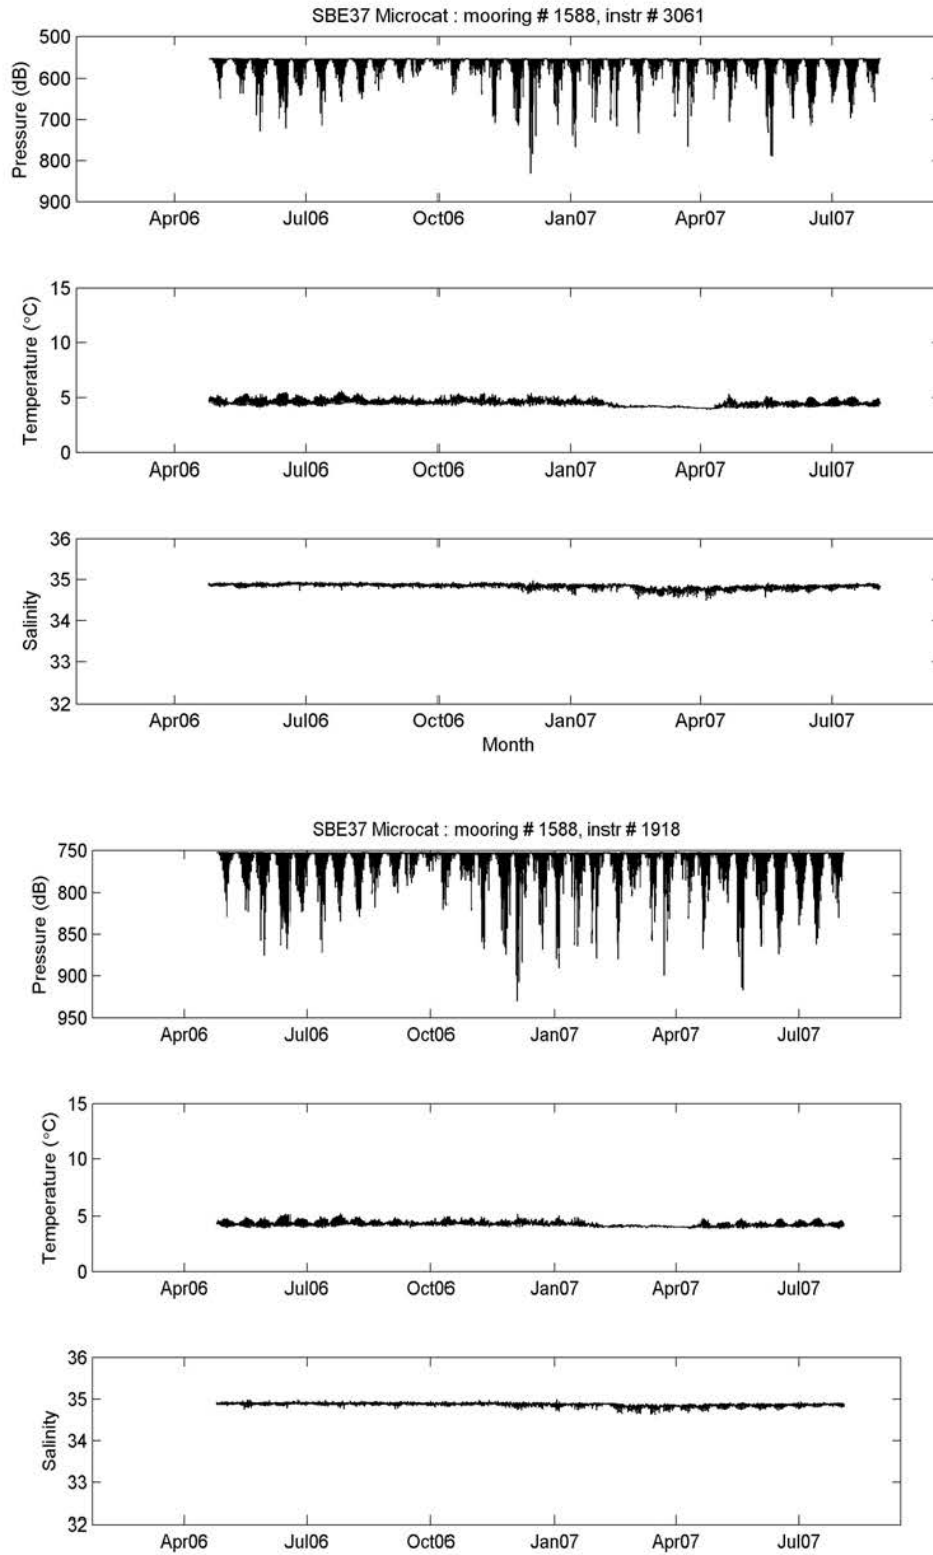 SBE37 Microcat : mooring # 1588, instr # 3061
500
600
700
800
900
Pressure (dB)
Apr06 Jul06 Oct06 Jan07 Apr07 Jul07
15
10
5
0
Temperature (°C)
Apr06 Jul06 Oct06 Jan07 Apr07 Jul07
36
35
34
33
32
Salinity
Apr06 Jul06 Oct06 Jan07 Apr07 Jul07
Month
SBE37 Microcat : mooring # 1588, instr # 1918
750
800
850
900
950
Pressure (dB)
Apr06 Jul06 Oct06 Jan07 Apr07 Jul07
15
10
5
0
Temperature (°C)
Apr06 Jul06 Oct06 Jan07 Apr07 Jul07
36
35
34
33
32
Salinity
Apr06 Jul06 Oct06 Jan07 Apr07 Jul07